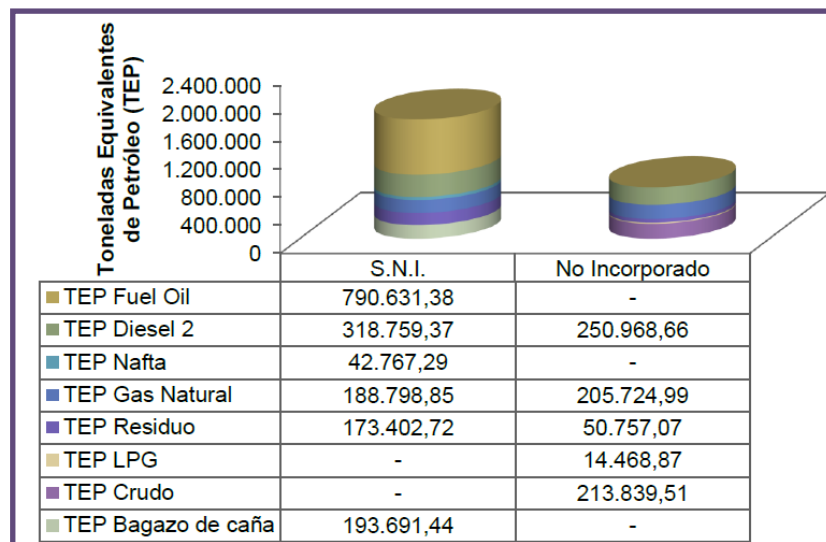 Toneladas Equivalentes
de Petróleo (TEP)
2.400.000
2.000.000
1.600.000
1.200.000
800.000
400.000
0
S.N.I. No Incorporado
TEP Fuel Oil 790.631,38 -
TEP Diesel 2 318.759,37 250.968,66
TEP Nafta 42.767,29 -
TEP Gas Natural 188.798,85 205.724,99
TEP Residuo 173.402,72 50.757,07
TEP LPG - 14.468,87
TEP Crudo - 213.839,51
TEP Bagazo de caña 193.691,44 -